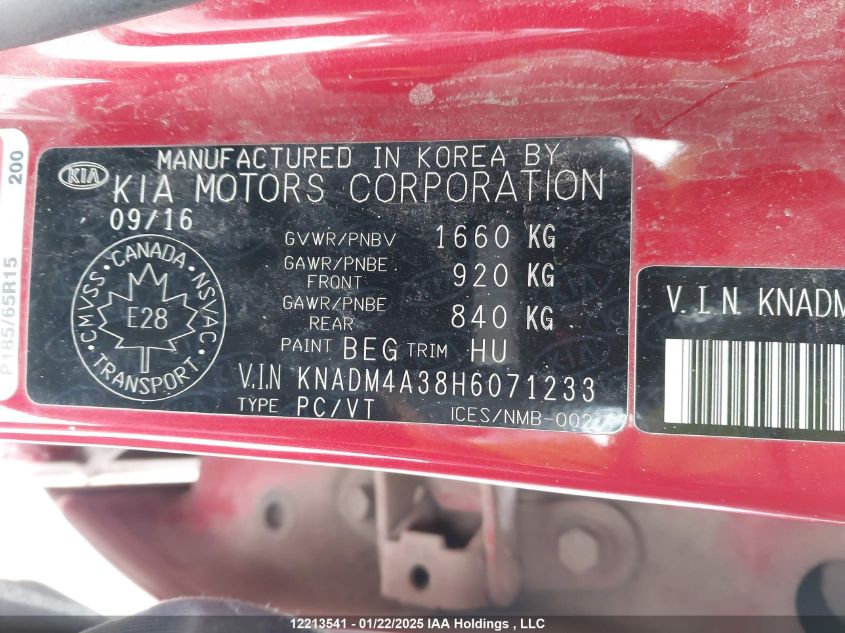 200
P185/65R15
KIA
MANUFACTURED IN KOREA BY
KIA MOTORS CORPORATION
09/16
GVWR/PNBV 1660 KG
GAWR/PNBE FRONT 920 KG
GAWR/PNBE REAR 840 KG
PAINT BEG TRIM HU
V.I.N KNADM4A38H6071233
TYPE PC/VT
ICES/NMB-002
CANADA
CMVSS
NSVAC
E28
TRANSPORT
V.I.N. KNADM
12213541 - 01/22/2025 IAA Holdings , LLC